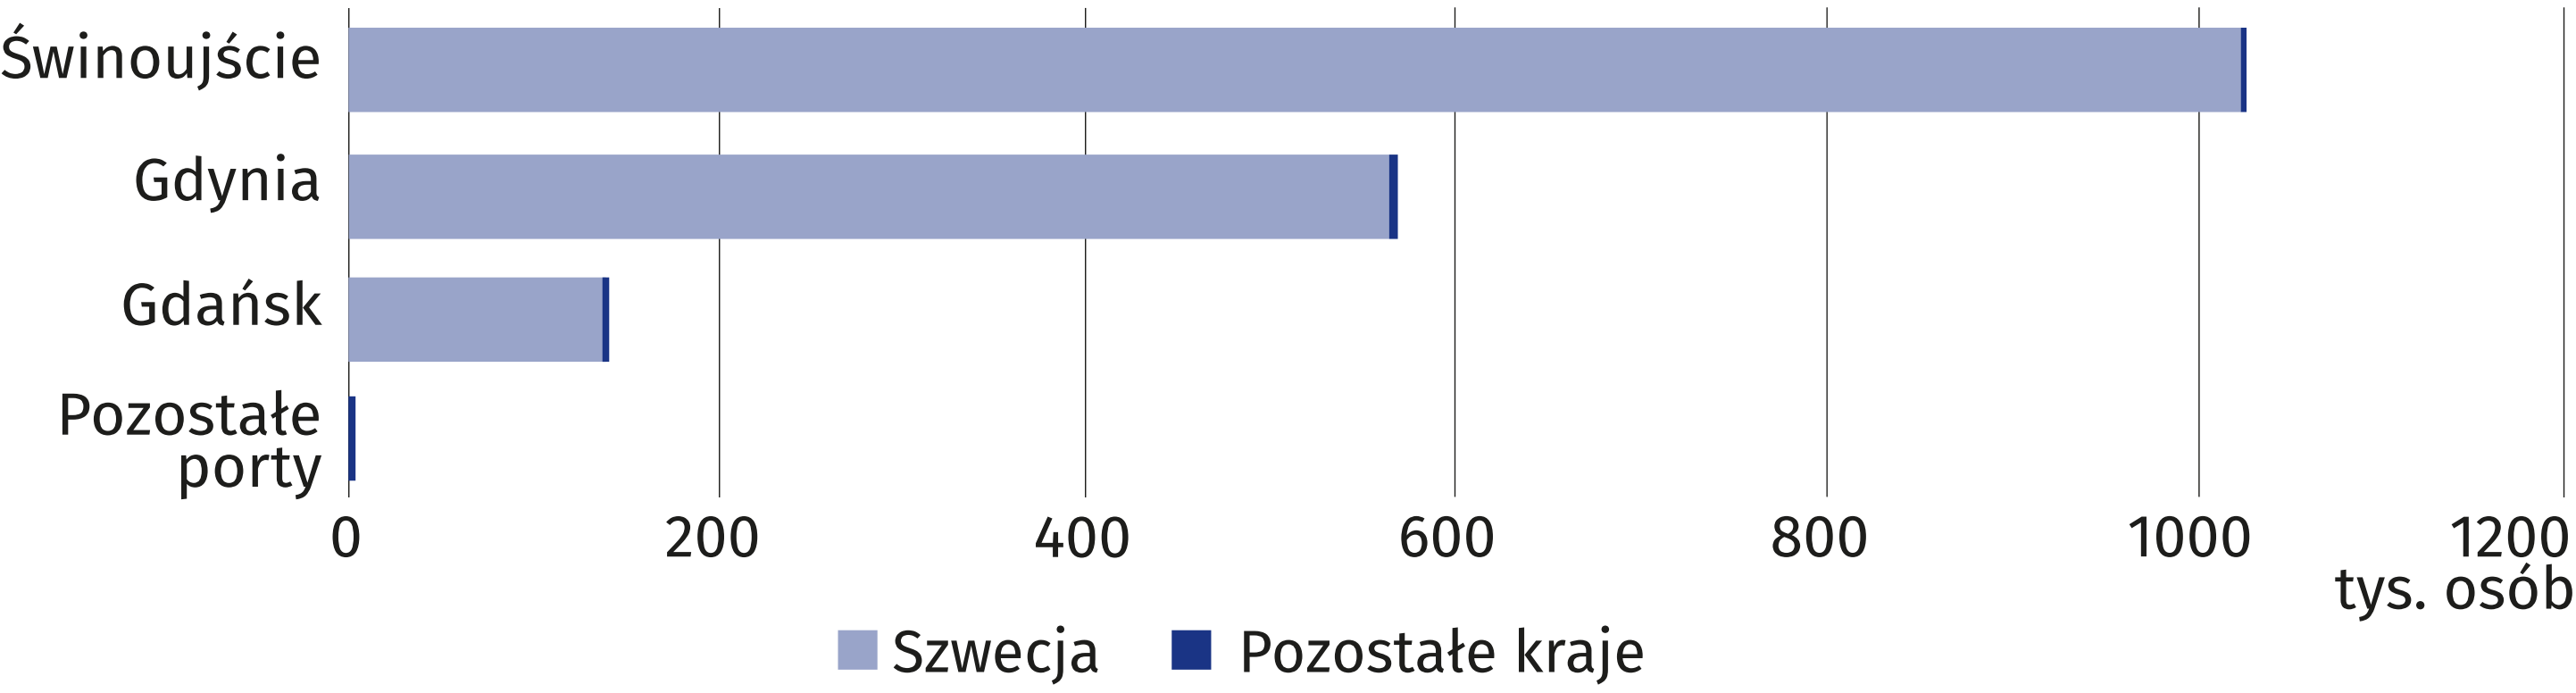 Świnoujście
Gdynia
Gdańsk
Pozostałe
porty
0 200 400 600 800 1000 1200
tys. osób
Szwecja Pozostałe kraje